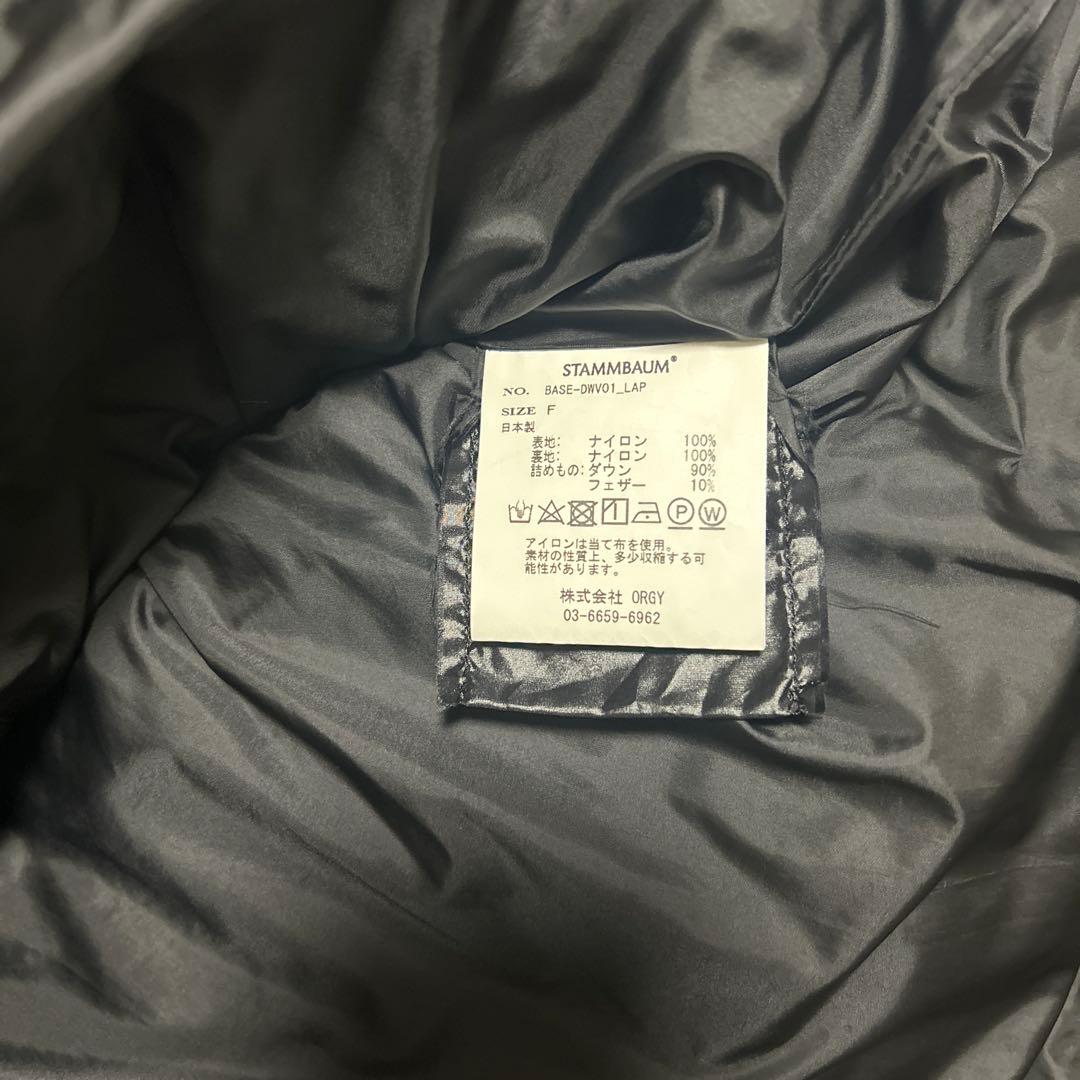 STAMMBAUM®
NO. BASE-DWV01_LAP
SIZE F
日本製
表地: ナイロン 100%
裏地: ナイロン 100%
詰めもの: ダウン 90%
フェザー 10%
P W
アイロンは当て布を使用。
素材の性質上、多少収縮する可
能性があります。
株式会社 ORGY
03-6659-6962